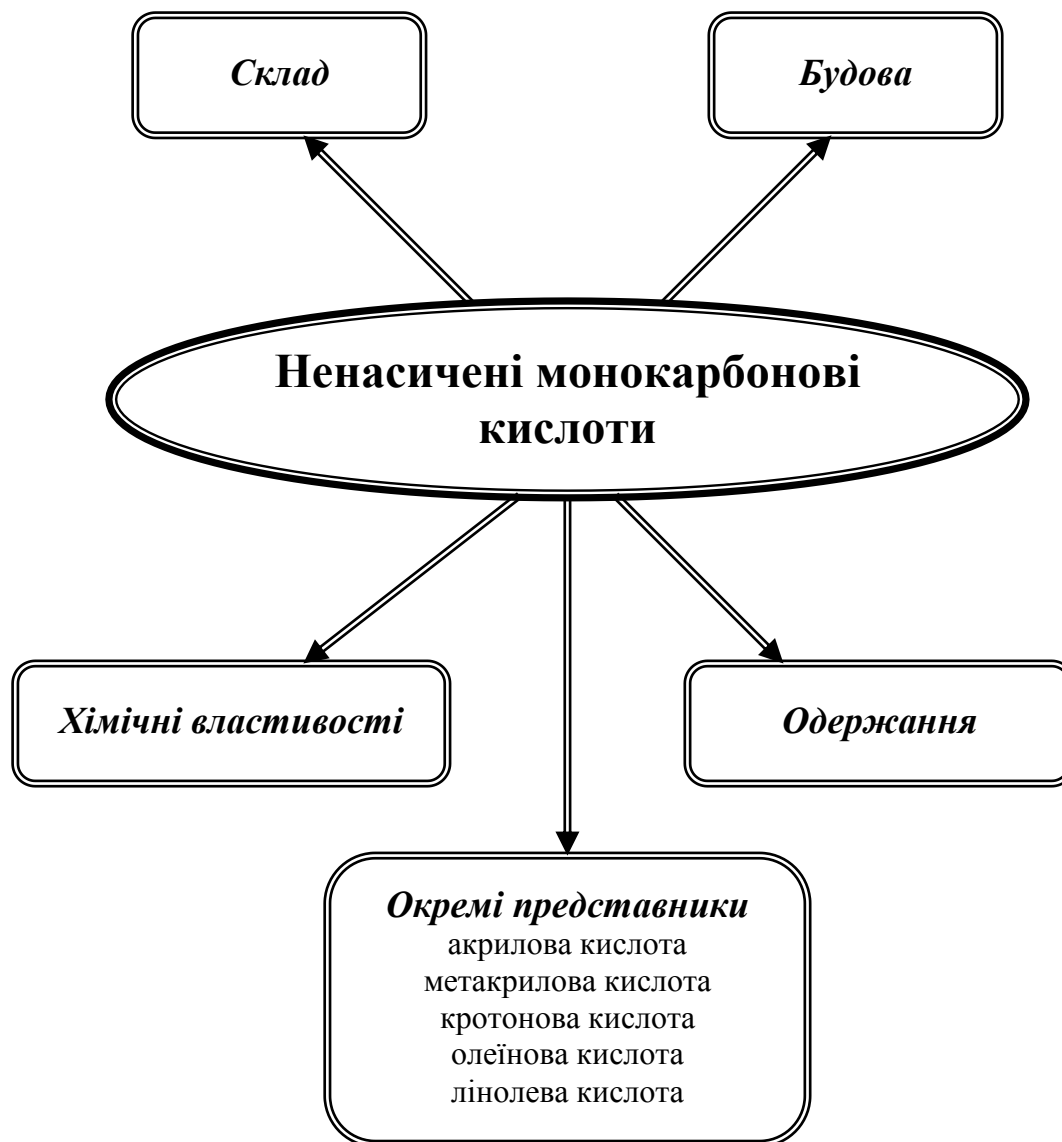 Склад
Будова
Ненасичені монокарбонові
кислоти
Хімічні властивості
Одержання
Окремі представники
акрилова кислота
метакрилова кислота
кротонова кислота
олеїнова кислота
лінолева кислота